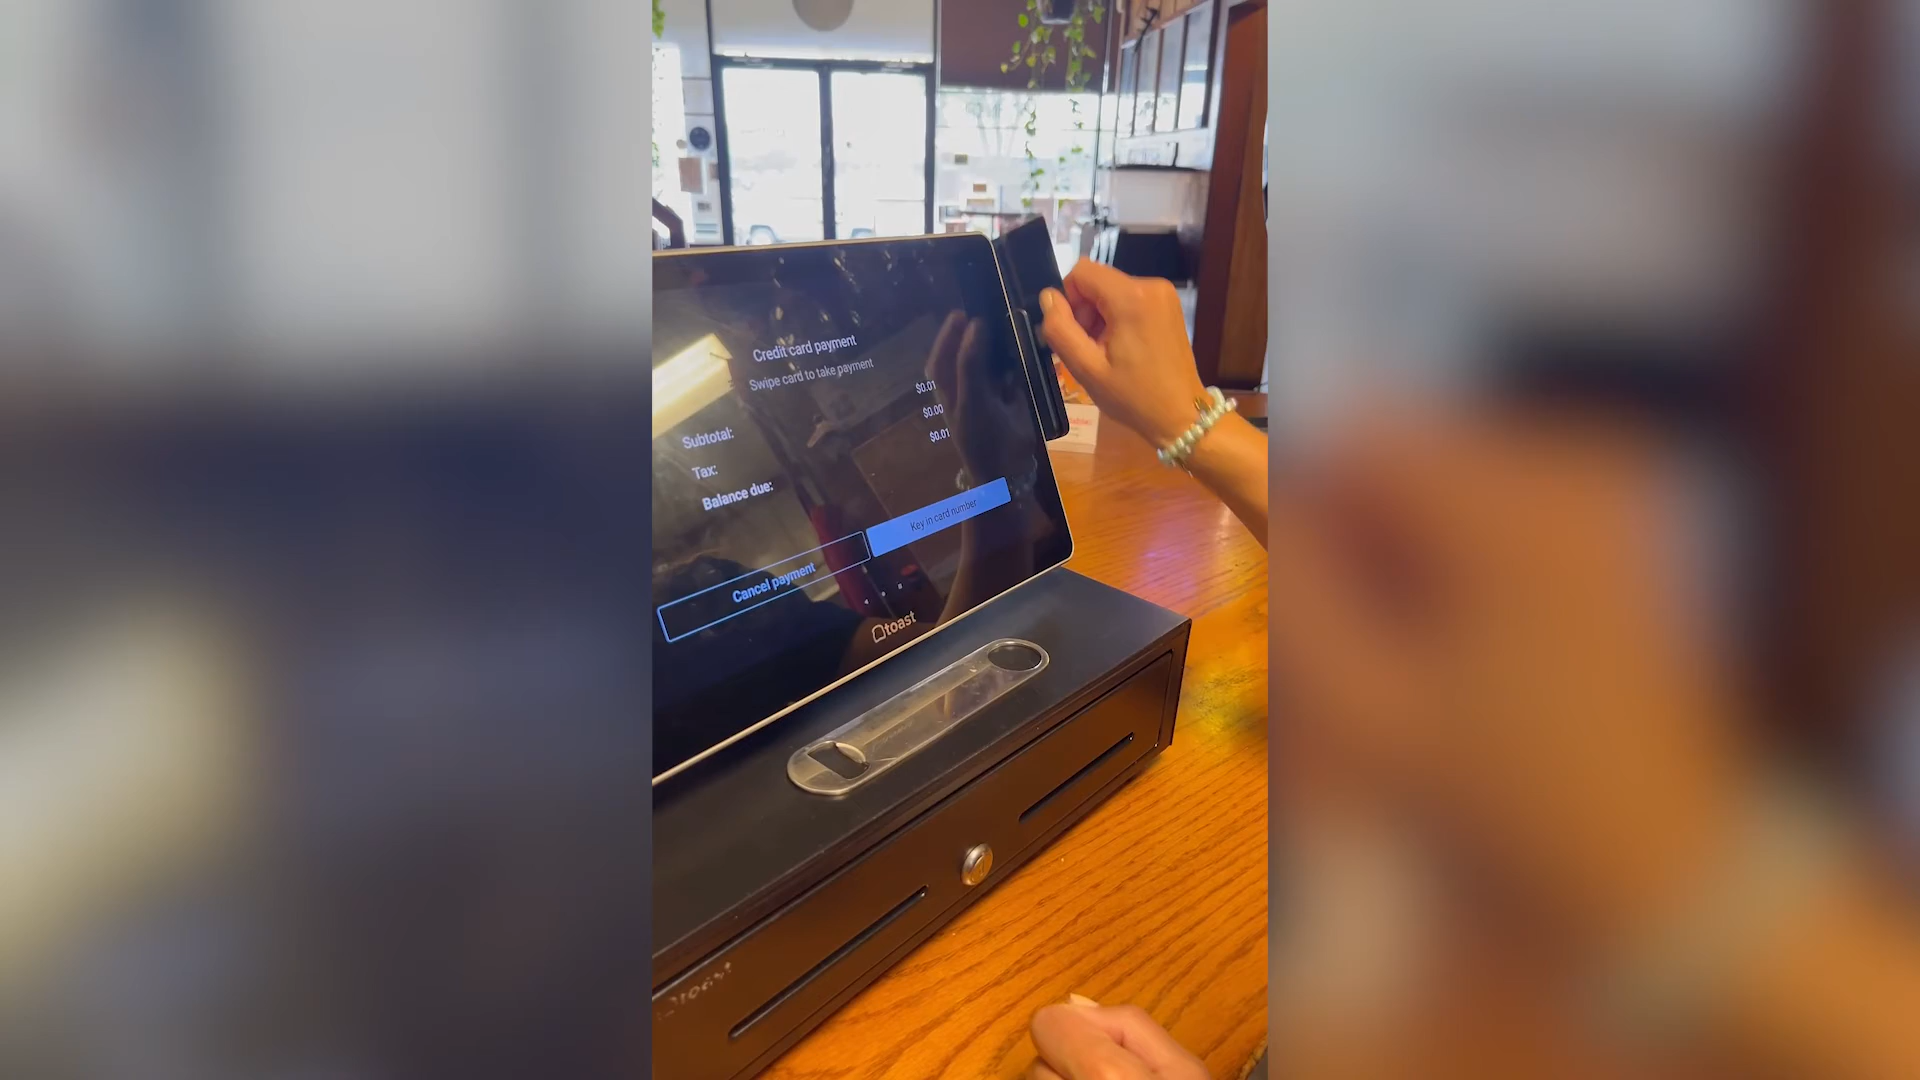 Credit card payment
Swipe card to take payment
Subtotal: $0.01
Tax: $0.00
Balance due: $0.01
Cancel payment
Key in card number
toast
toast